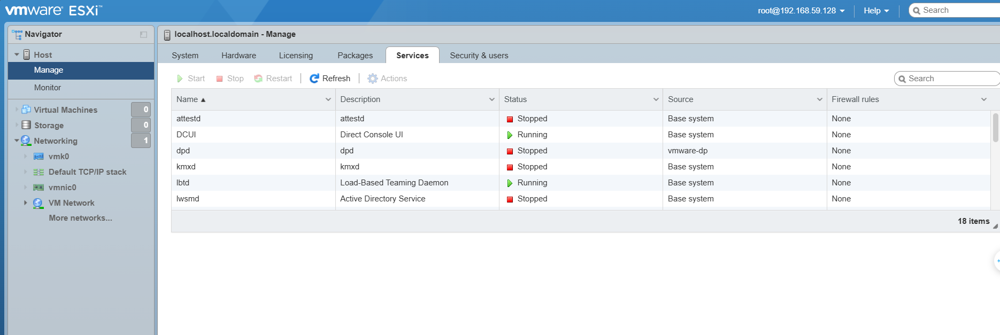 vmware ESXi™
root@192.168.59.128 Help Search
Navigator
Host
Manage
Monitor
Virtual Machines 0
Storage 0
Networking 1
vmk0
Default TCP/IP stack
vmnic0
VM Network
More networks...
localhost.localdomain - Manage
System Hardware Licensing Packages Services Security & users
Start Stop Restart Refresh Actions Search
Name Description Status Source Firewall rules
attestd attestd Stopped Base system None
DCUI Direct Console UI Running Base system None
dpd dpd Stopped vmware-dp None
kmxd kmxd Stopped Base system None
lbtd Load-Based Teaming Daemon Running Base system None
lwsmd Active Directory Service Stopped Base system None
18 items